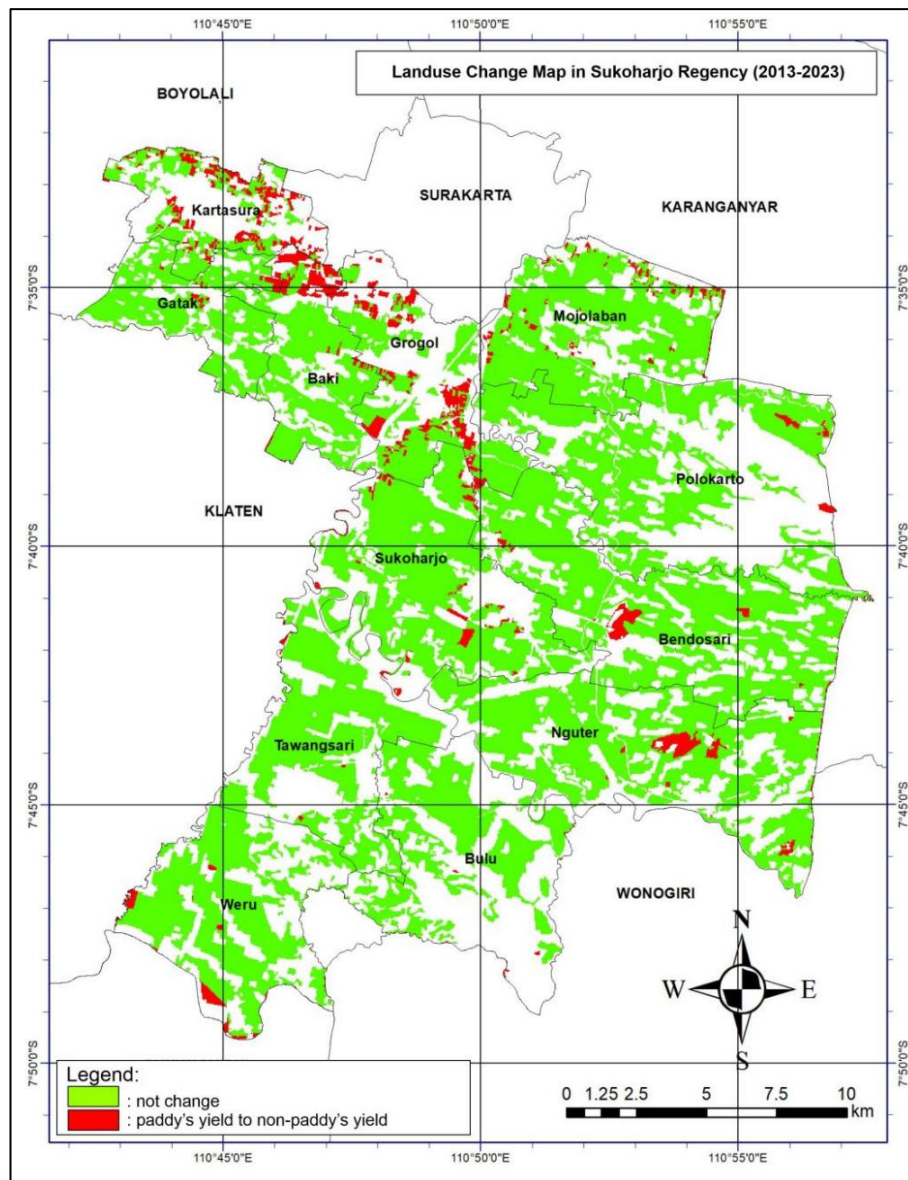 110°45'0"E 110°50'0"E 110°55'0"E
Landuse Change Map in Sukoharjo Regency (2013-2023)
BOYOLALI
SURAKARTA
KARANGANYAR
Kartasura
7°35'0"S 7°35'0"S
Gatak
Mojolaban
Grogol
Baki
Polokarto
KLATEN
7°40'0"S 7°40'0"S
Sukoharjo
Bendosari
Nguter
Tawangsari
7°45'0"S 7°45'0"S
Bulu
WONOGIRI
Weru
N
W E
S
7°50'0"S 7°50'0"S
Legend:
: not change
: paddy's yield to non-paddy's yield
0 1.25 2.5 5 7.5 10
km
110°45'0"E 110°50'0"E 110°55'0"E